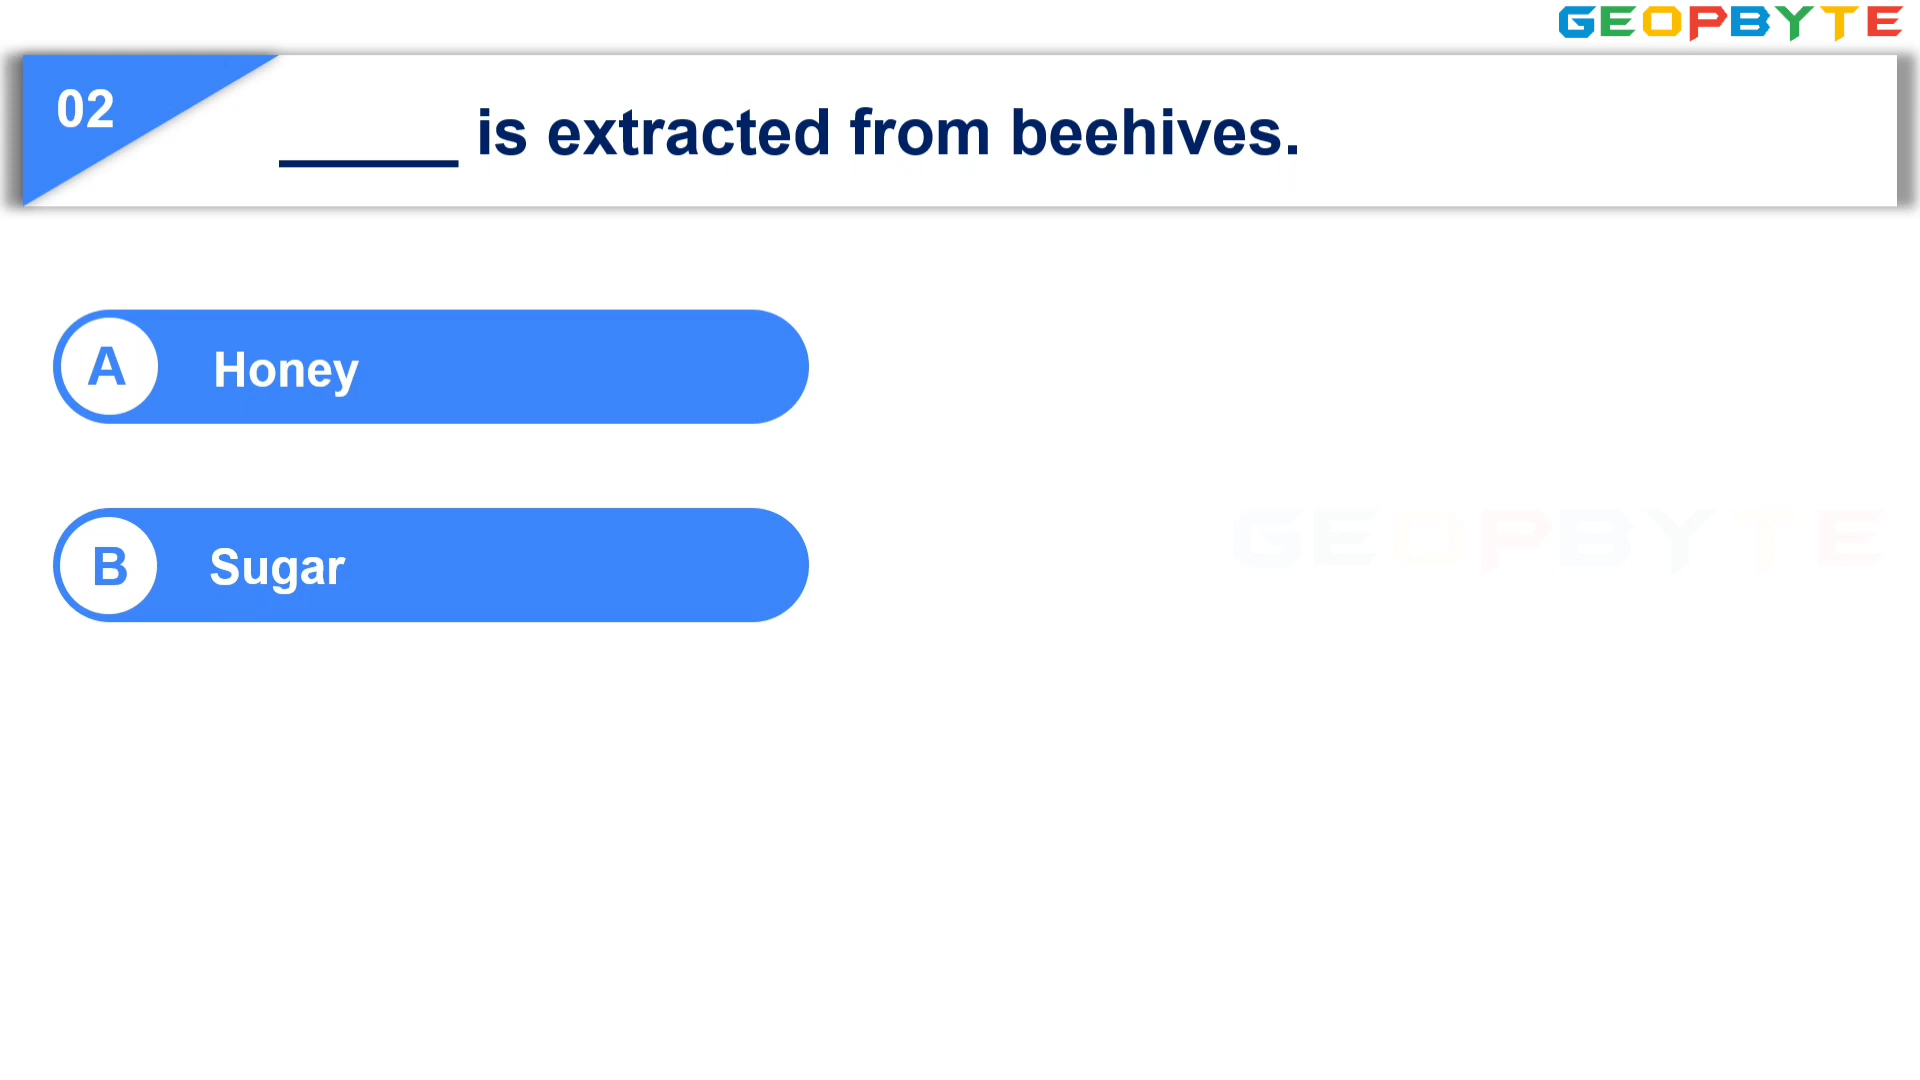 GEOPBYTE
02
_____ is extracted from beehives.
A Honey
B Sugar
GEOPBYTE